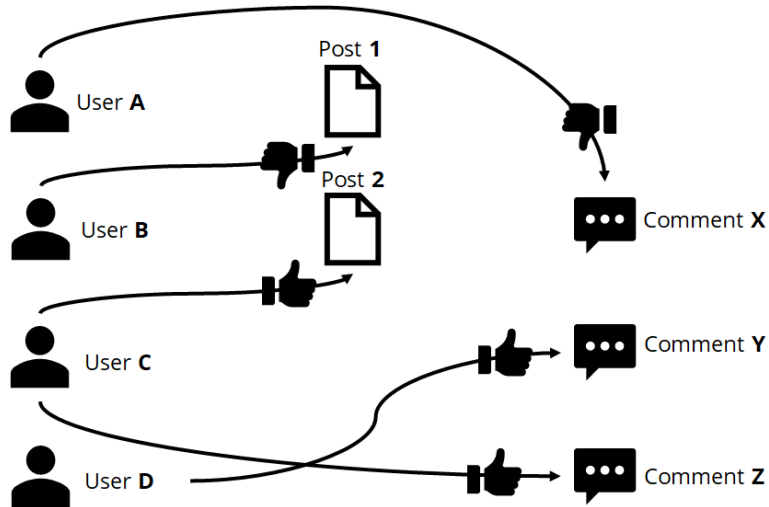 Post 1
User A
Post 2
Comment X
User B
Comment Y
User C
Comment Z
User D